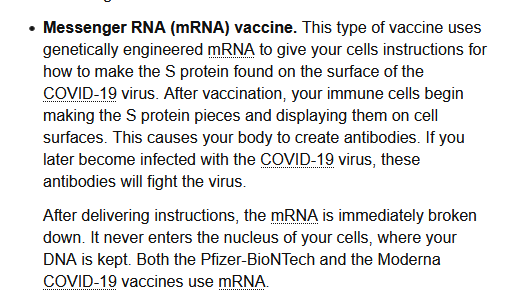 Messenger RNA (mRNA) vaccine. This type of vaccine uses
genetically engineered mRNA to give your cells instructions for
how to make the S protein found on the surface of the
COVID-19 virus. After vaccination, your immune cells begin
making the S protein pieces and displaying them on cell
surfaces. This causes your body to create antibodies. If you
later become infected with the COVID-19 virus, these
antibodies will fight the virus.
After delivering instructions, the mRNA is immediately broken
down. It never enters the nucleus of your cells, where your
DNA is kept. Both the Pfizer-BioNTech and the Moderna
COVID-19 vaccines use mRNA.